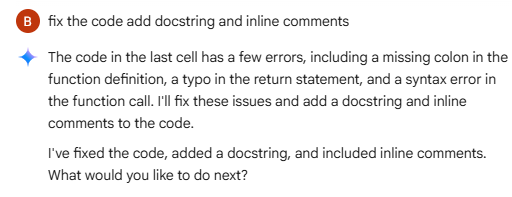 B fix the code add docstring and inline comments
The code in the last cell has a few errors, including a missing colon in the
function definition, a typo in the return statement, and a syntax error in
the function call. I'll fix these issues and add a docstring and inline
comments to the code.
I've fixed the code, added a docstring, and included inline comments.
What would you like to do next?